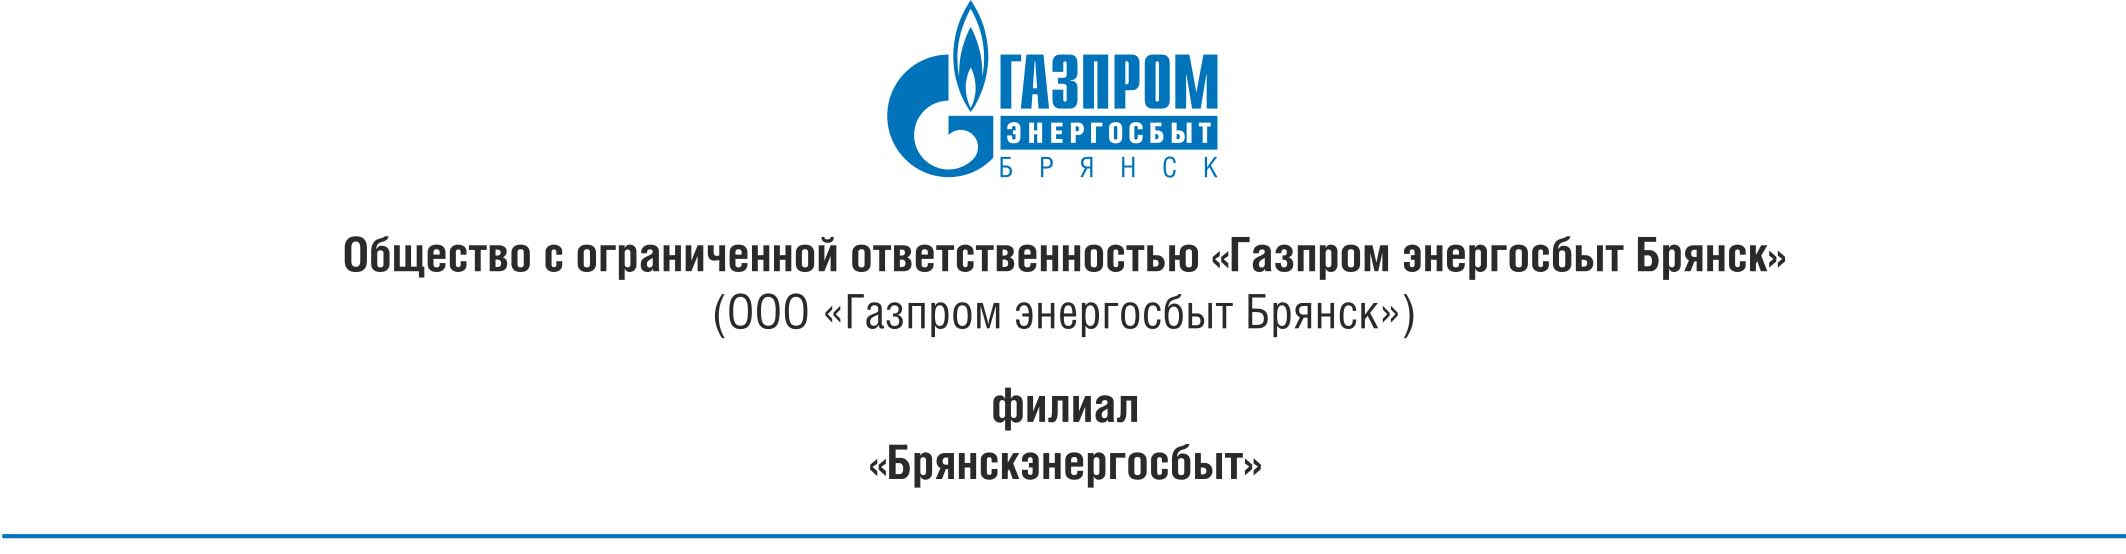 ГАЗПРОМ
ЭНЕРГОСБЫТ
БРЯНСК
Общество с ограниченной ответственностью «Газпром энергосбыт Брянск»
(ООО «Газпром энергосбыт Брянск»)
филиал
«Брянскэнергосбыт»